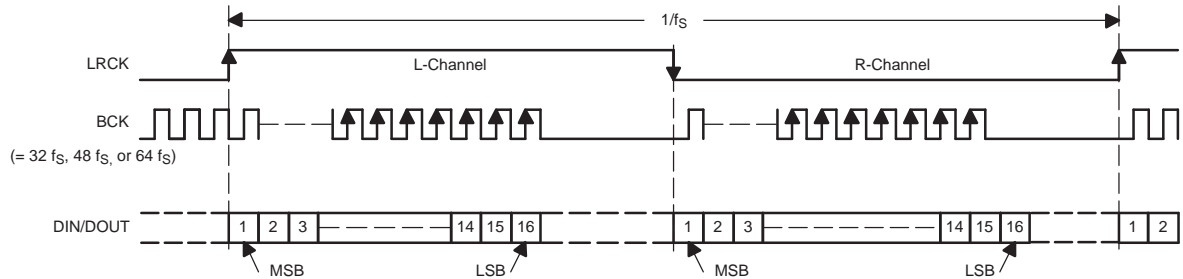 1/fS
LRCK
L-Channel
R-Channel
BCK
(= 32 fS, 48 fS, or 64 fS)
DIN/DOUT
1 2 3 14 15 16 1 2 3 14 15 16 1 2
MSB LSB MSB LSB